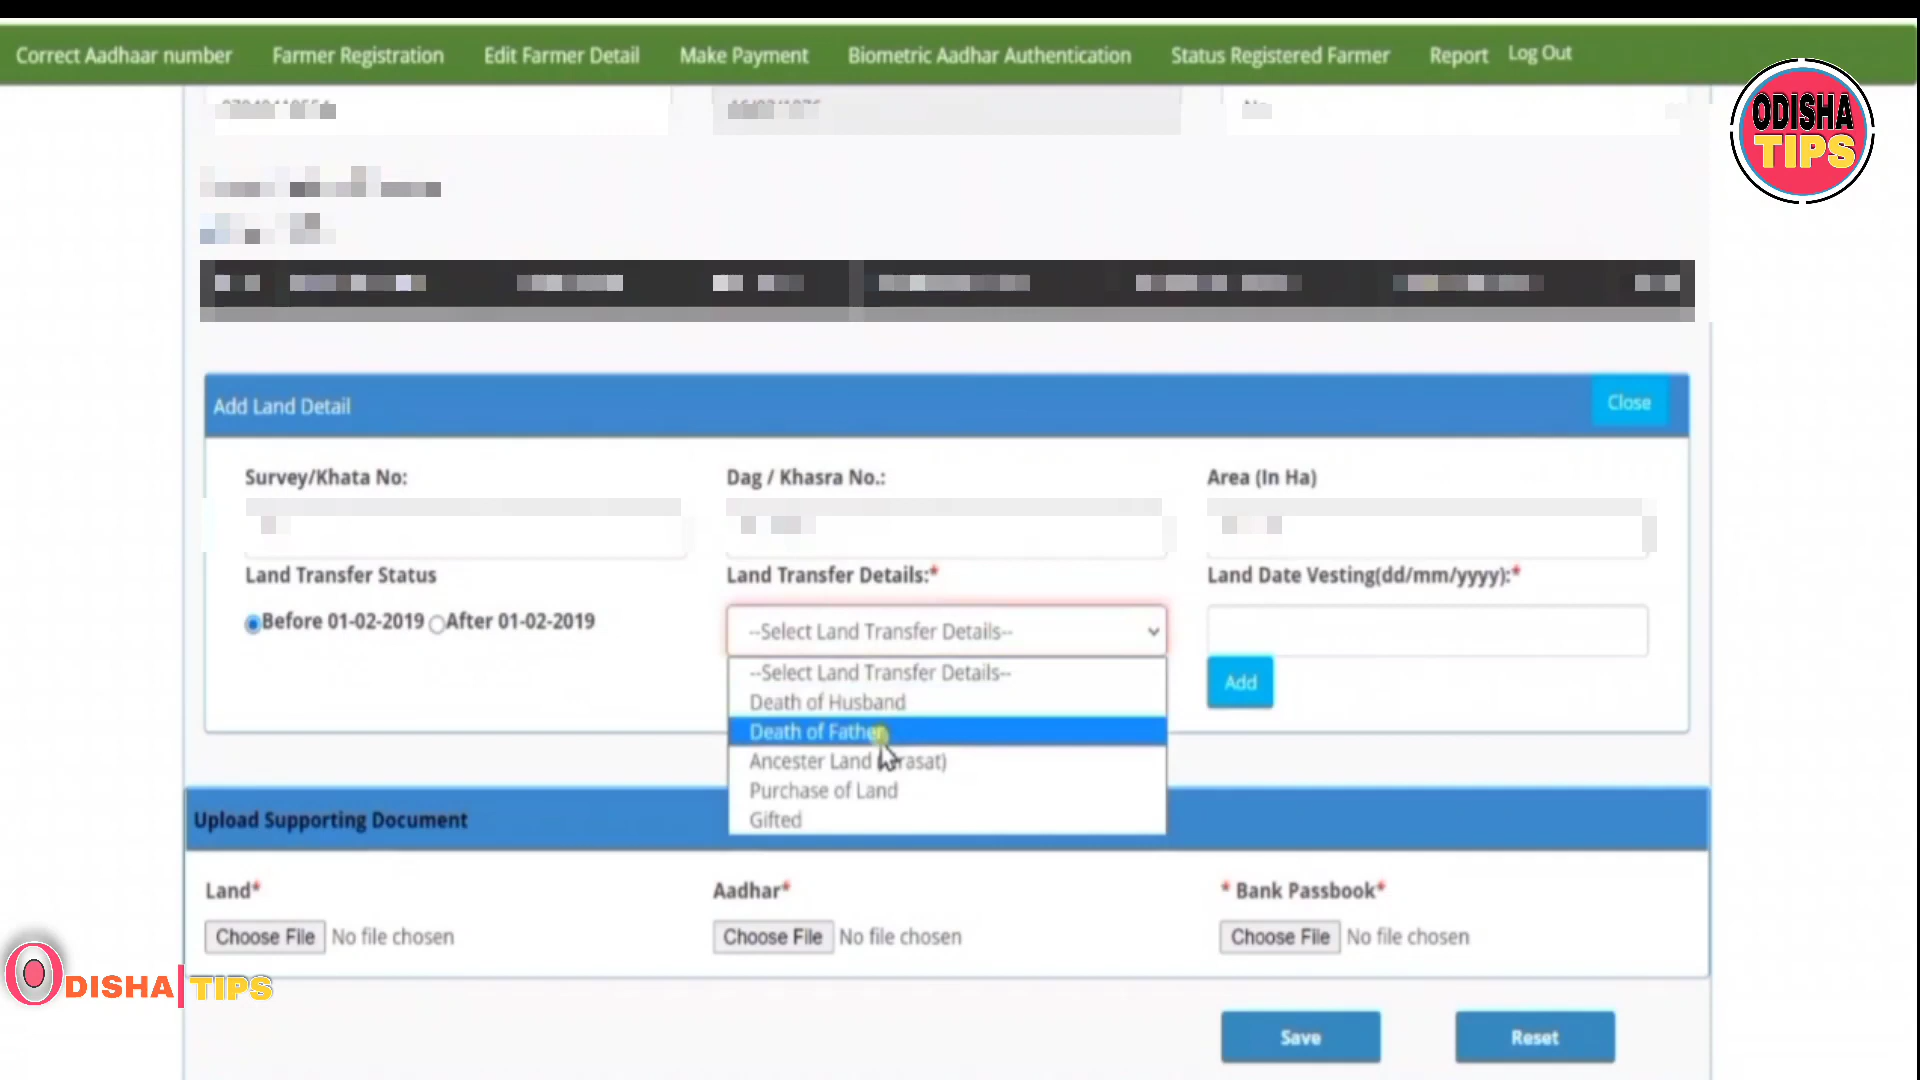 Correct Aadhaar number Farmer Registration Edit Farmer Detail Make Payment Biometric Aadhar Authentication Status Registered Farmer Report Log Out
ODISHA
TIPS
Add Land Detail Close
Survey/Khata No: Dag / Khasra No.: Area (In Ha)
Land Transfer Status Land Transfer Details:* Land Date Vesting(dd/mm/yyyy):*
Before 01-02-2019 After 01-02-2019 --Select Land Transfer Details--
--Select Land Transfer Details--
Add
Death of Husband
Death of Father
Ancester Land
Purchase of Land
Gifted
Upload Supporting Document
Land* Aadhar* * Bank Passbook*
Choose File No file chosen Choose File No file chosen Choose File No file chosen
ODISHA|TIPS
Save Reset